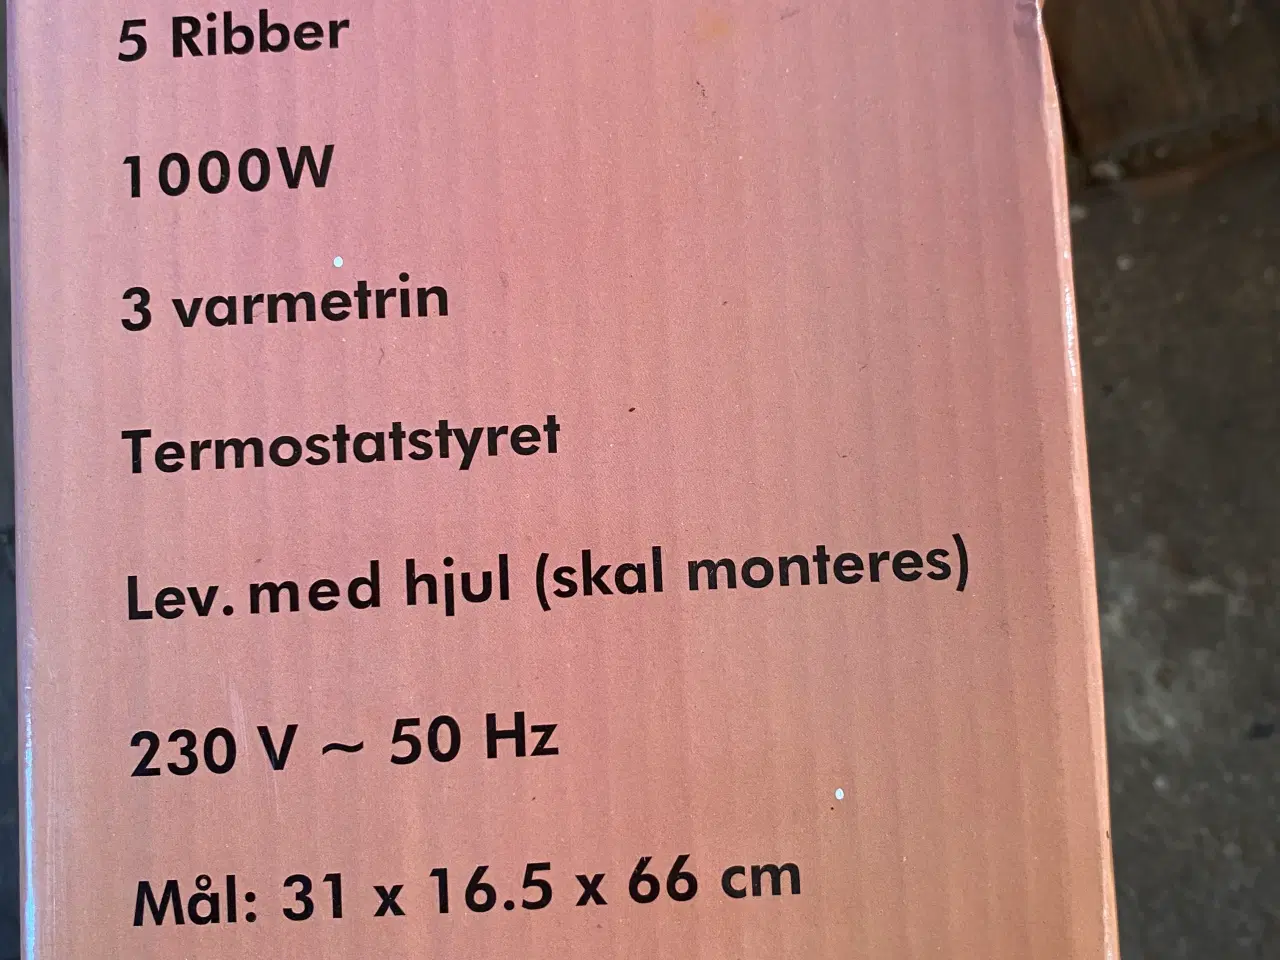 5 Ribber
1000W
3 varmetrin
Termostatstyret
Lev. med hjul (skal monteres)
230 V ~ 50 Hz
Mål: 31 x 16.5 x 66 cm